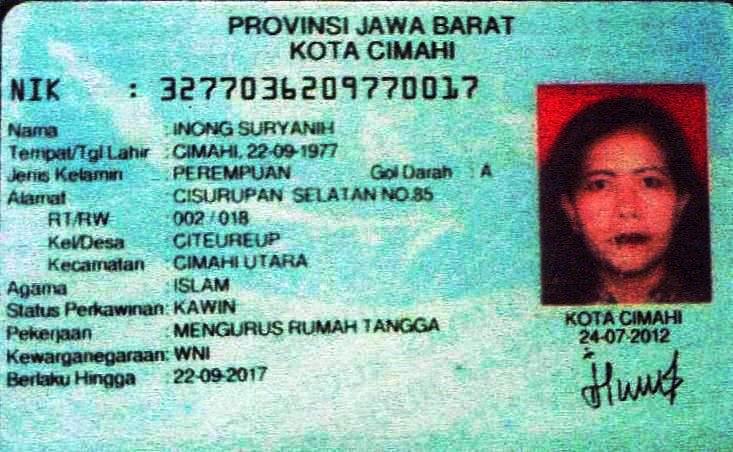 PROVINSI JAWA BARAT
KOTA CIMAHI
NIK : 3277036209770017
Nama : INONG SURYANIH
Tempat/Tgl Lahir : CIMAHI, 22-09-1977
Jenis Kelamin : PEREMPUAN Gol Darah : A
Alamat : CISURUPAN SELATAN NO.85
RT/RW : 002 / 018
Kel/Desa : CITEUREUP
Kecamatan : CIMAHI UTARA
Agama : ISLAM
Status Perkawinan: KAWIN
Pekerjaan : MENGURUS RUMAH TANGGA
Kewarganegaraan: WNI
Berlaku Hingga : 22-09-2017
KOTA CIMAHI
24-07-2012